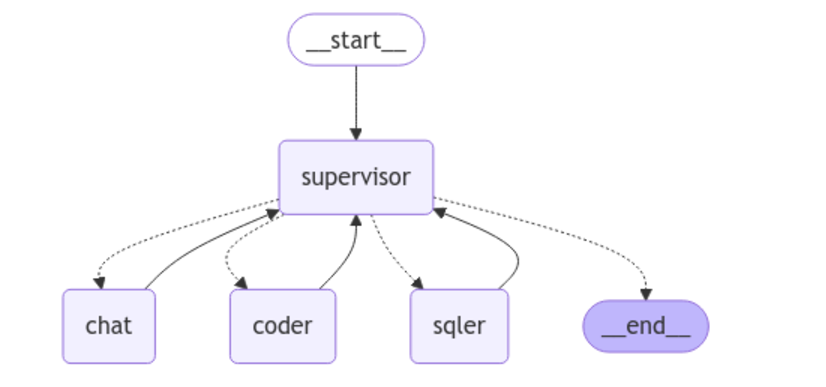 __start__
supervisor
chat
coder
sqler
__end__